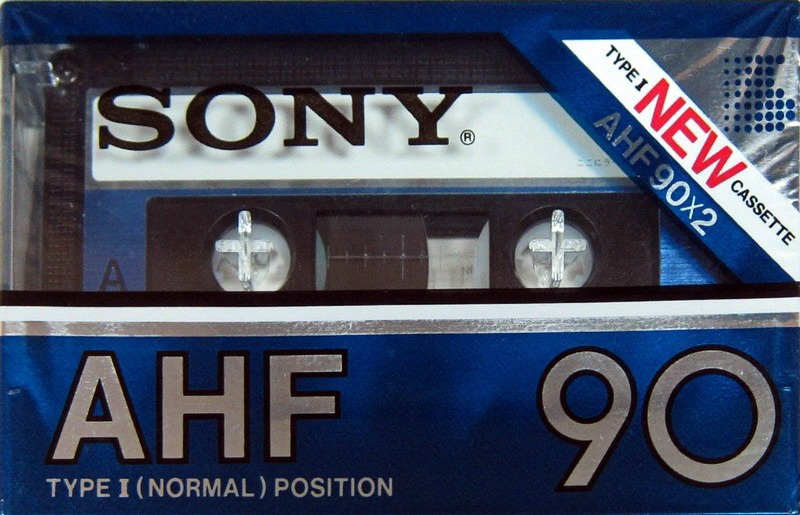 SONY®
TYPE I NEW CASSETTE
AHF 90X2
A
AHF 90
TYPE I (NORMAL) POSITION